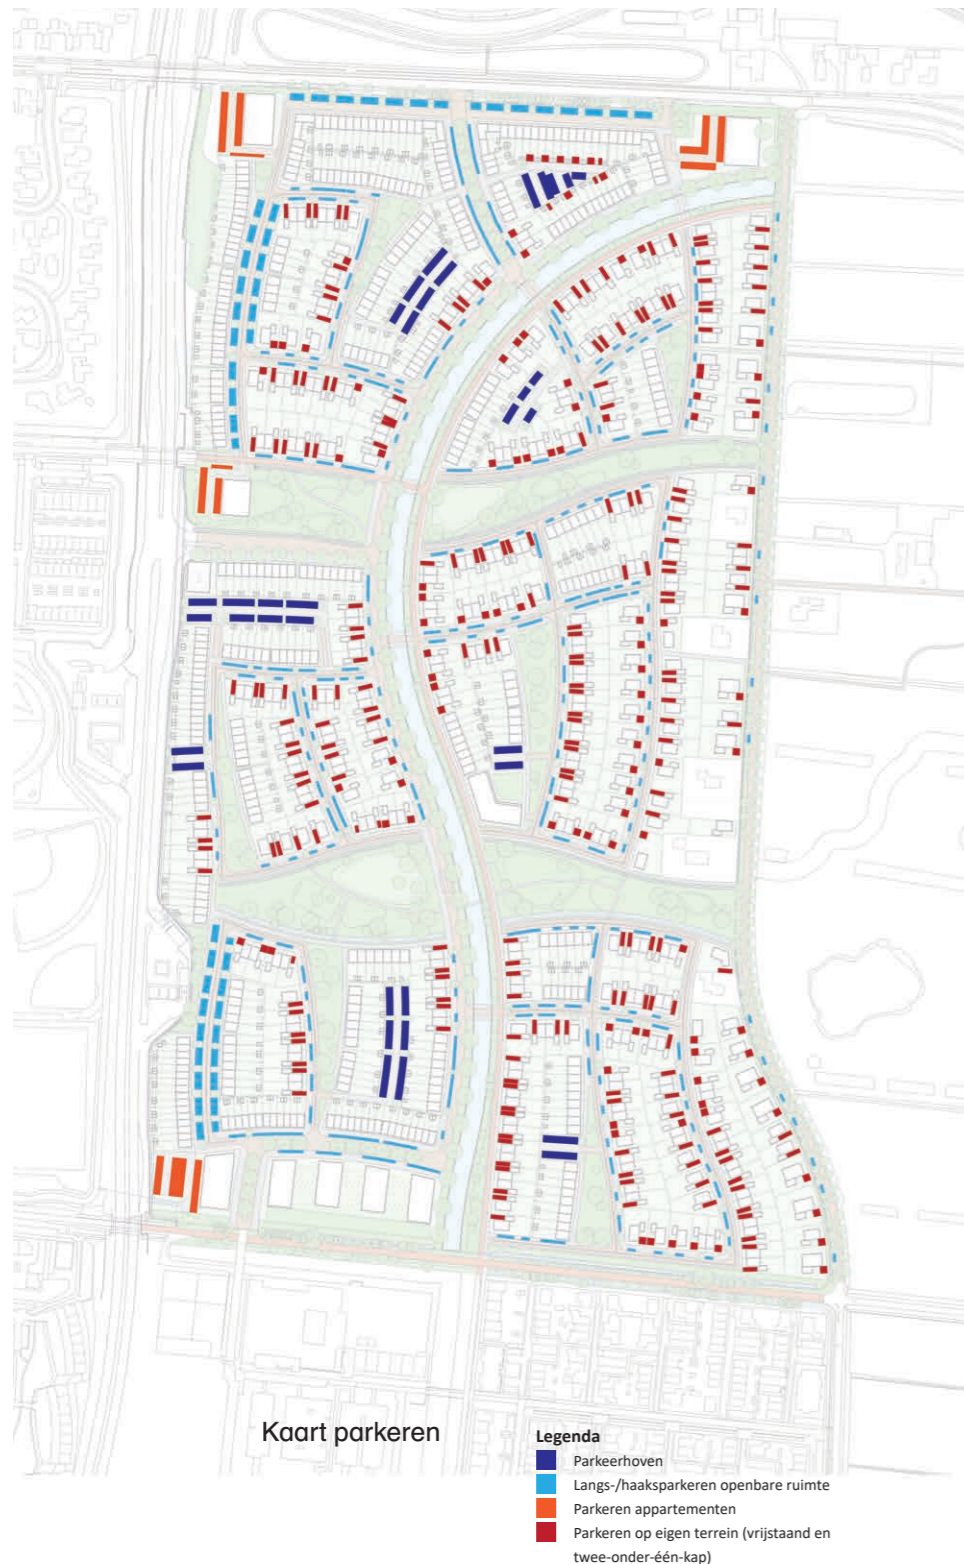 Kaart parkeren
Legenda
Parkeerhoven
Langs-/haaksparkeren openbare ruimte
Parkeren appartementen
Parkeren op eigen terrein (vrijstaand en
twee-onder-één-kap)